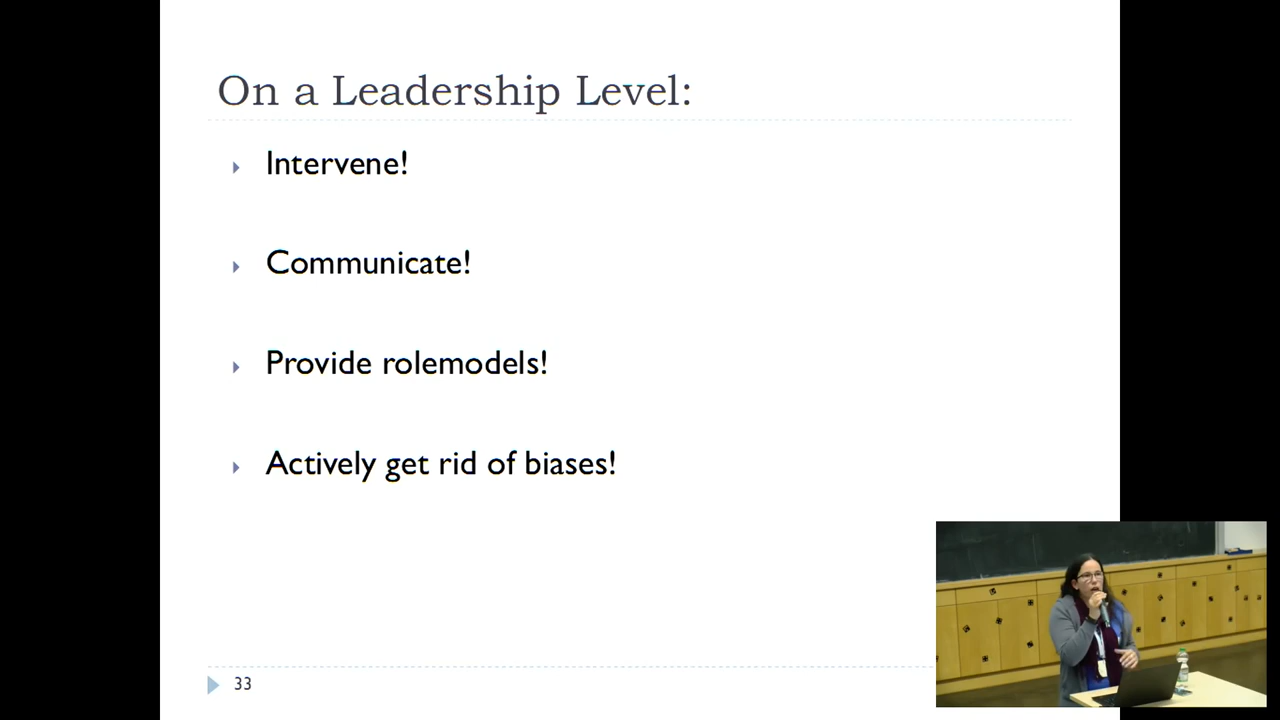 On a Leadership Level:
Intervene!
Communicate!
Provide rolemodels!
Actively get rid of biases!
33